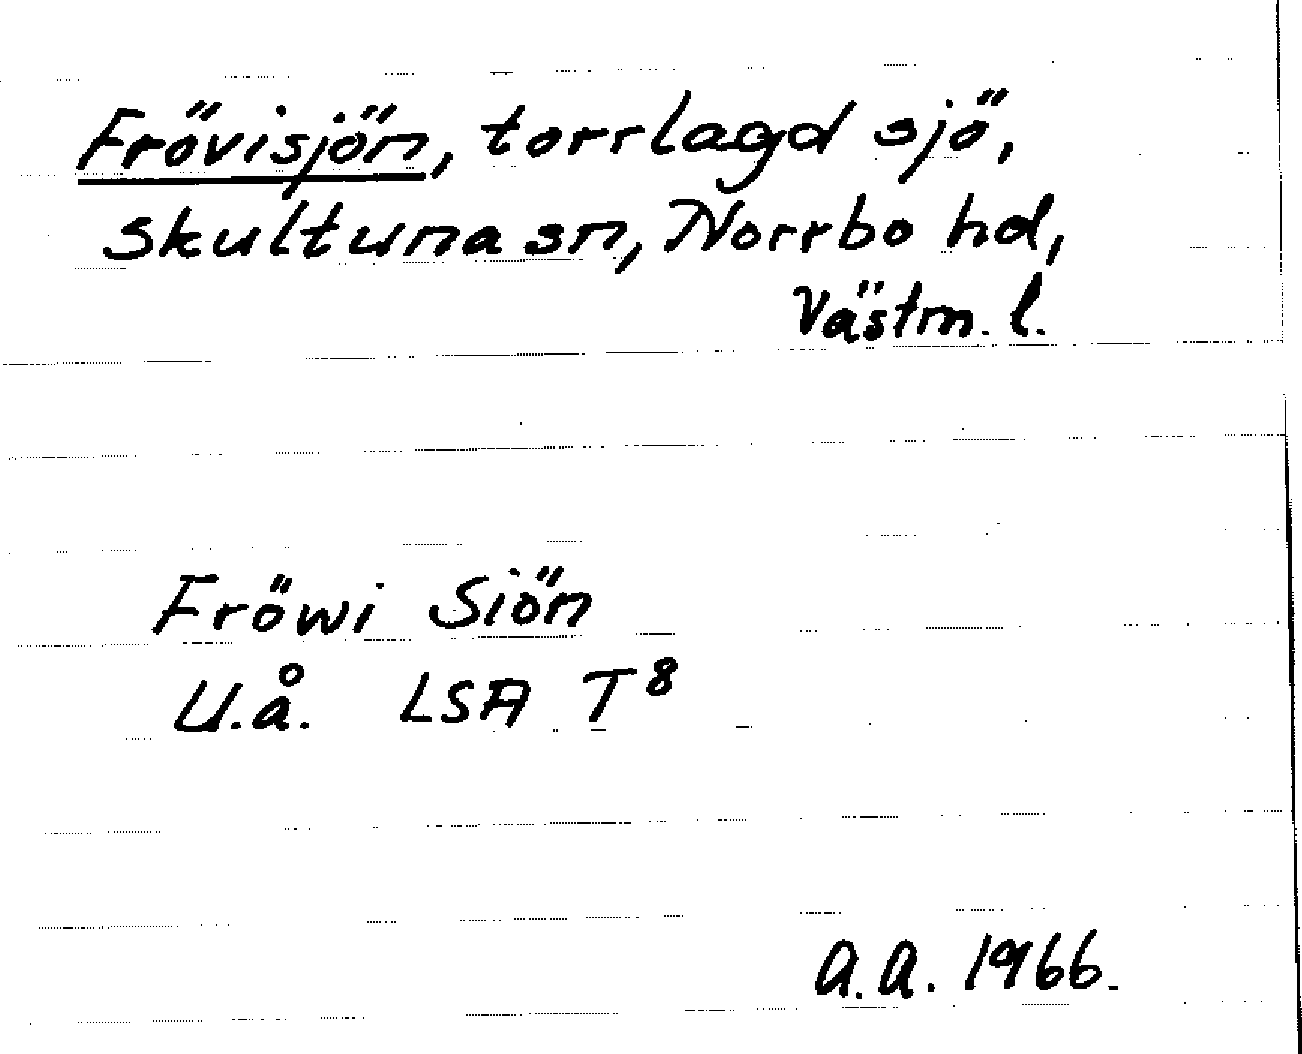 Frövisjön, torrlagd sjö,
Skultuna sn, Norrbo hd,
Västm. l.
Fröwi Siön
U.å. LSA T⁸
a.a. 1966.